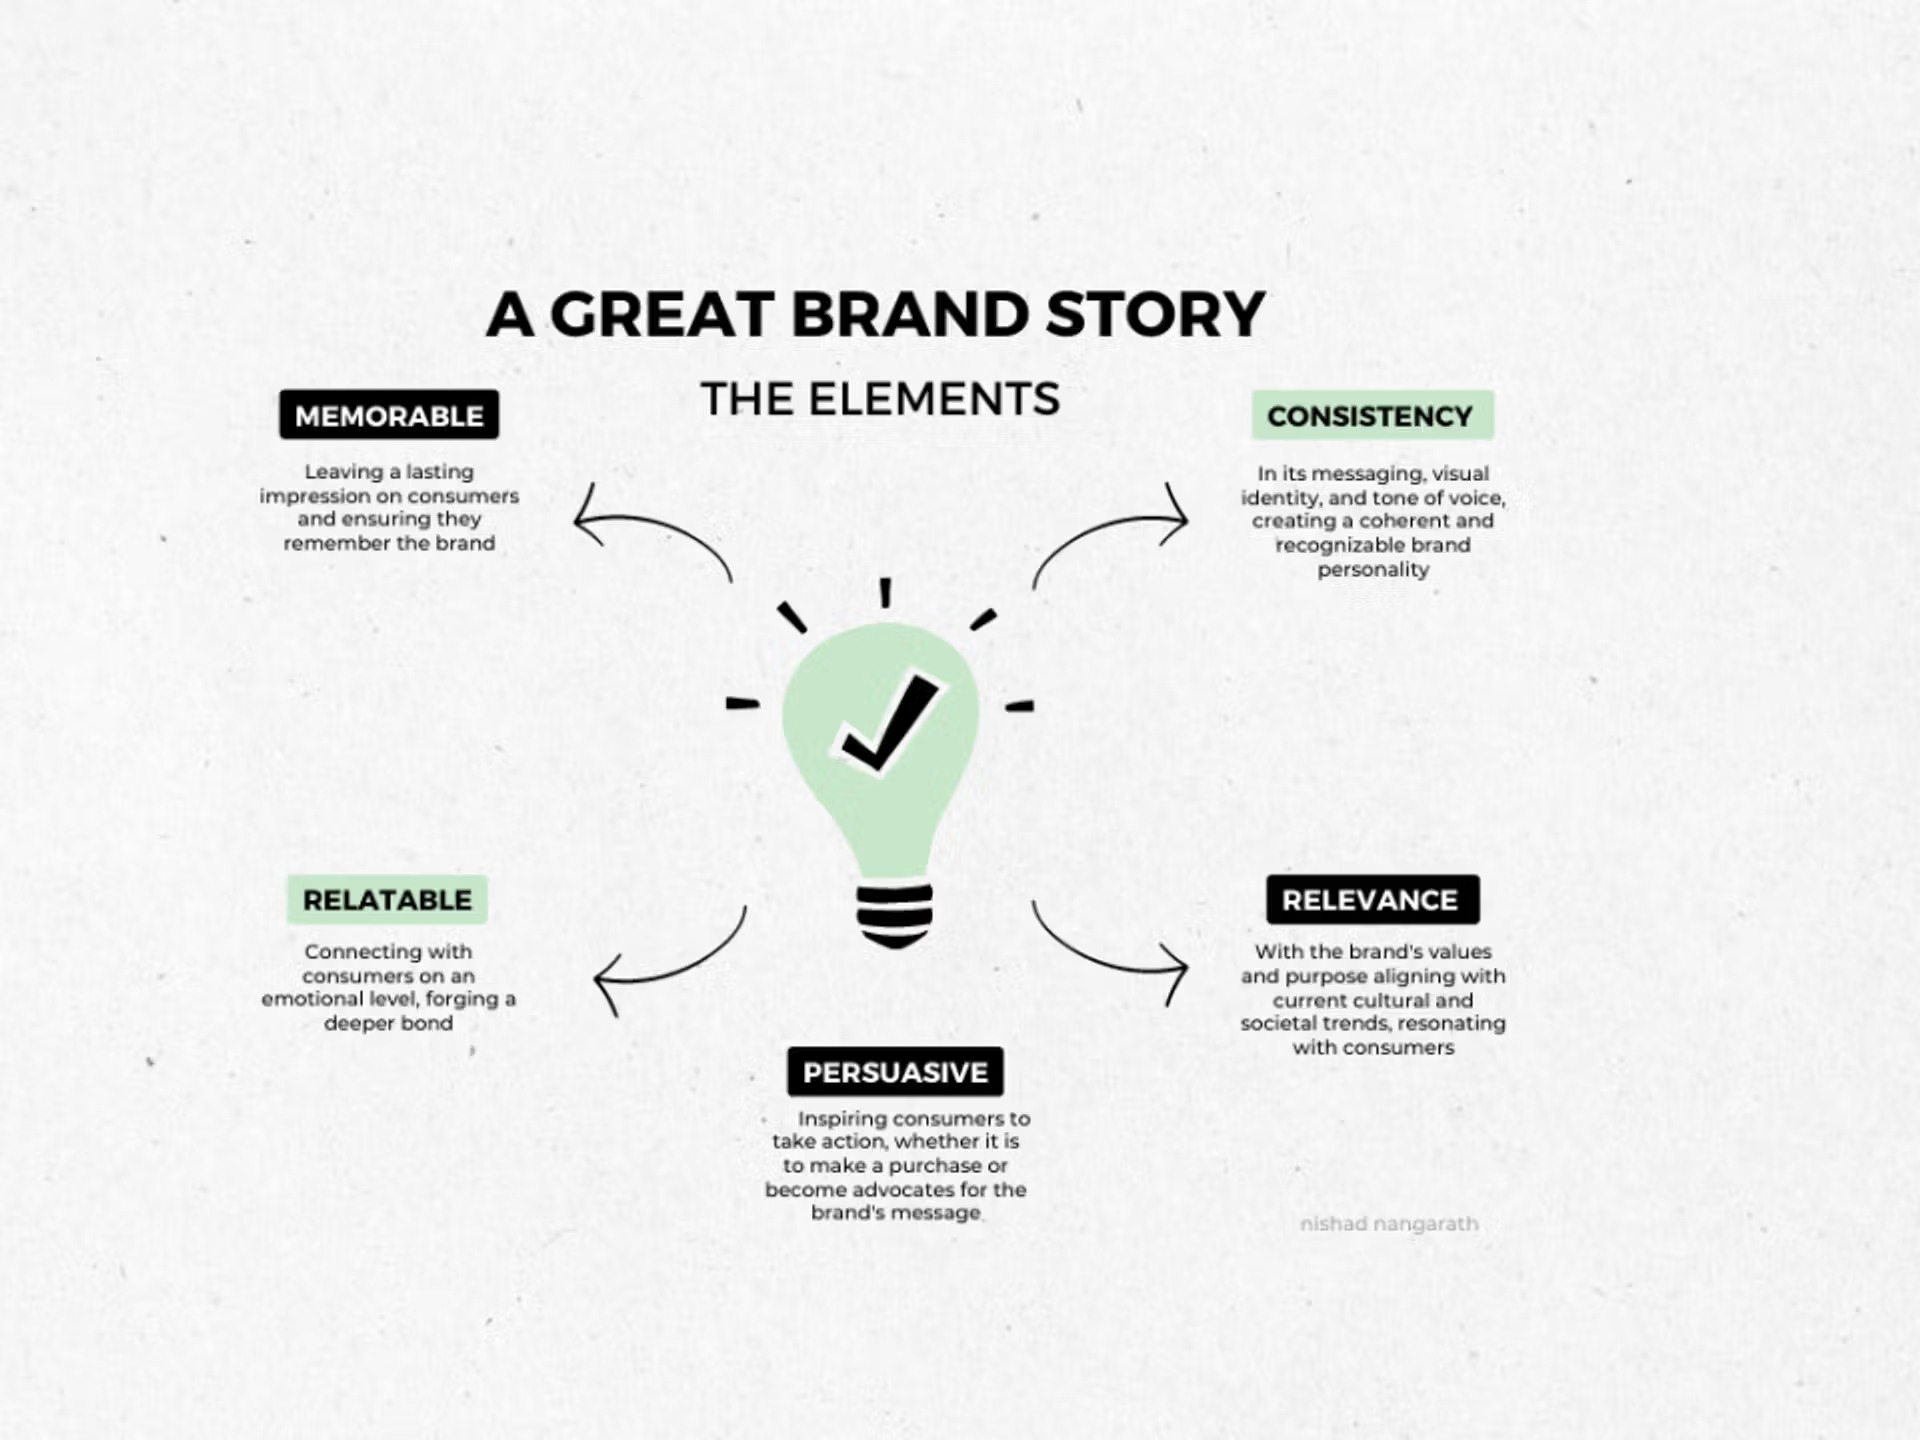 A GREAT BRAND STORY
THE ELEMENTS
MEMORABLE
Leaving a lasting
impression on consumers
and ensuring they
remember the brand
CONSISTENCY
In its messaging, visual
identity, and tone of voice,
creating a coherent and
recognizable brand
personality
RELATABLE
Connecting with
consumers on an
emotional level, forging a
deeper bond
RELEVANCE
With the brand's values
and purpose aligning with
current cultural and
societal trends, resonating
with consumers
PERSUASIVE
Inspiring consumers to
take action, whether it is
to make a purchase or
become advocates for the
brand's message
nishad nangarath